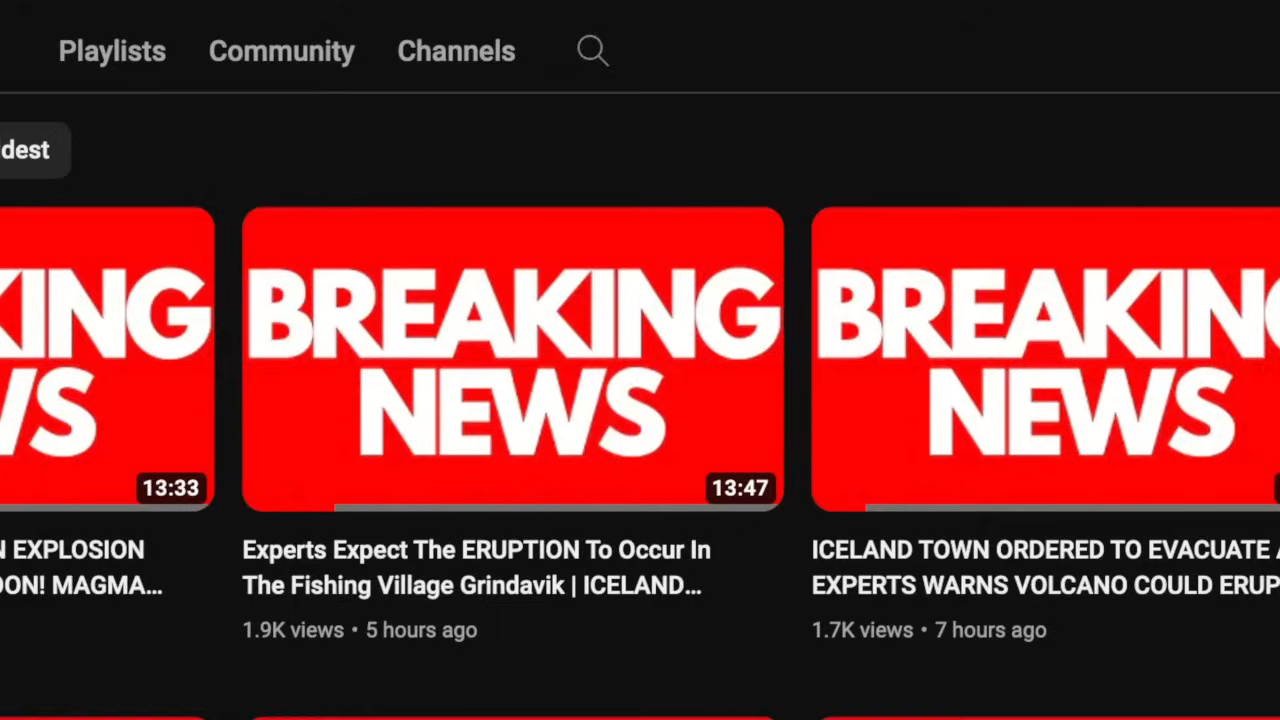 Playlists Community Channels
dest
KING
BREAKING
BREAKING
WS
NEWS
NEWS
13:33
13:47
N EXPLOSION
Experts Expect The ERUPTION To Occur In
ICELAND TOWN ORDERED TO EVACUATE
OON! MAGMA...
The Fishing Village Grindavik | ICELAND...
EXPERTS WARNS VOLCANO COULD ERUP
1.9K views • 5 hours ago
1.7K views • 7 hours ago